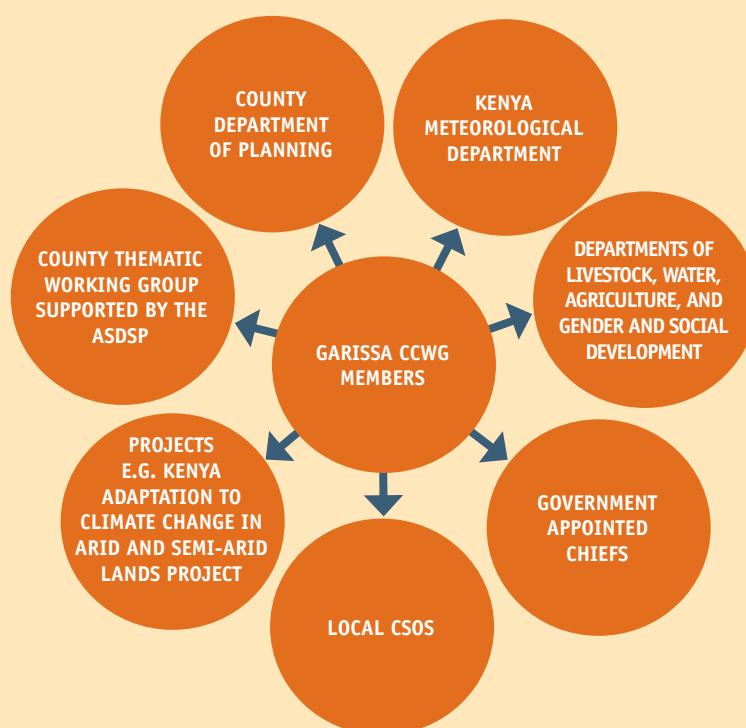 COUNTY
DEPARTMENT
OF PLANNING
KENYA
METEOROLOGICAL
DEPARTMENT
COUNTY THEMATIC
WORKING GROUP
SUPPORTED BY THE
ASDSP
DEPARTMENTS OF
LIVESTOCK, WATER,
AGRICULTURE, AND
GENDER AND SOCIAL
DEVELOPMENT
GARISSA CCWG
MEMBERS
PROJECTS
E.G. KENYA
ADAPTATION TO
CLIMATE CHANGE IN
ARID AND SEMI-ARID
LANDS PROJECT
GOVERNMENT
APPOINTED
CHIEFS
LOCAL CSOS